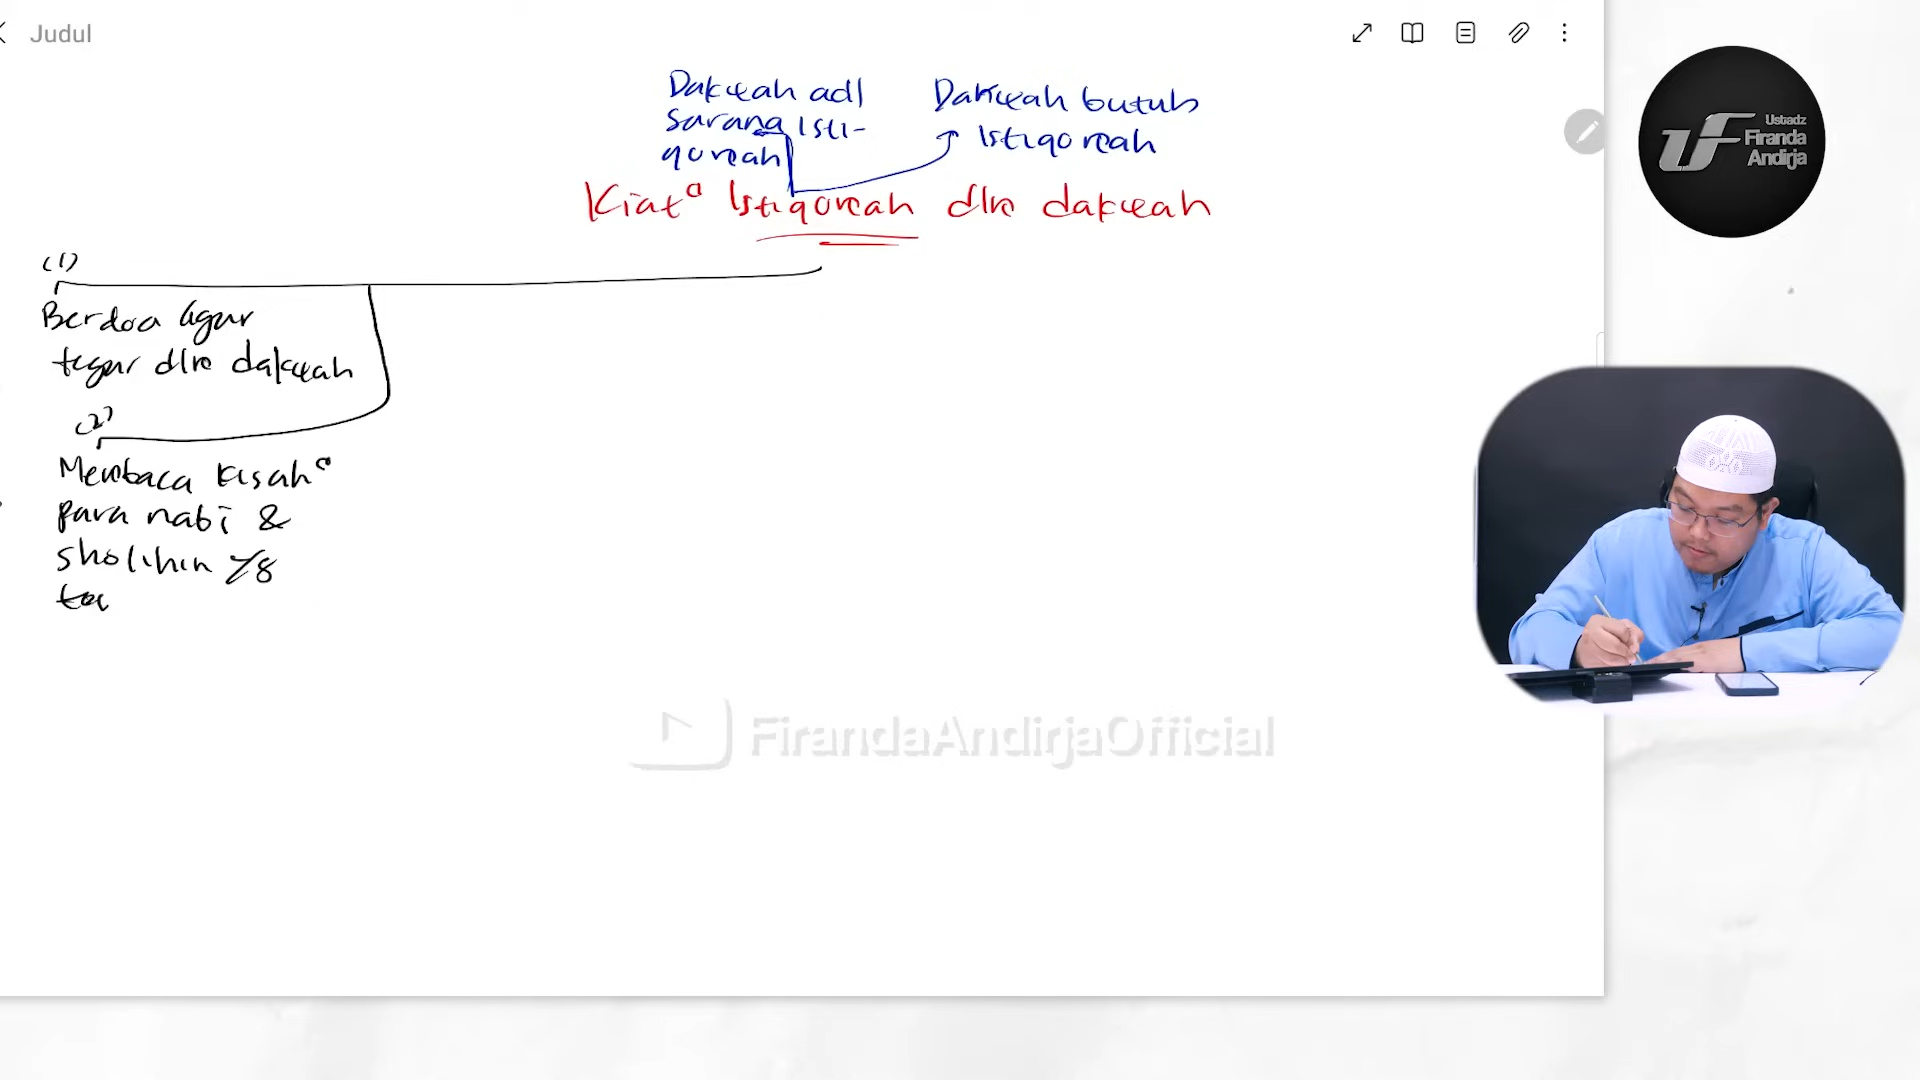 Judul
Dakwah adl
sarana isti-
qomah
Dakwah butuh
istiqomah
Kiat² Istiqomah dlm dakwah
(1)
Berdoa agar
tegar dlm dakwah
(2)
Membaca kisah²
para nabi &
sholihin yg
Ustadz
Firanda
Andirja
FirandaAndirjaOfficial